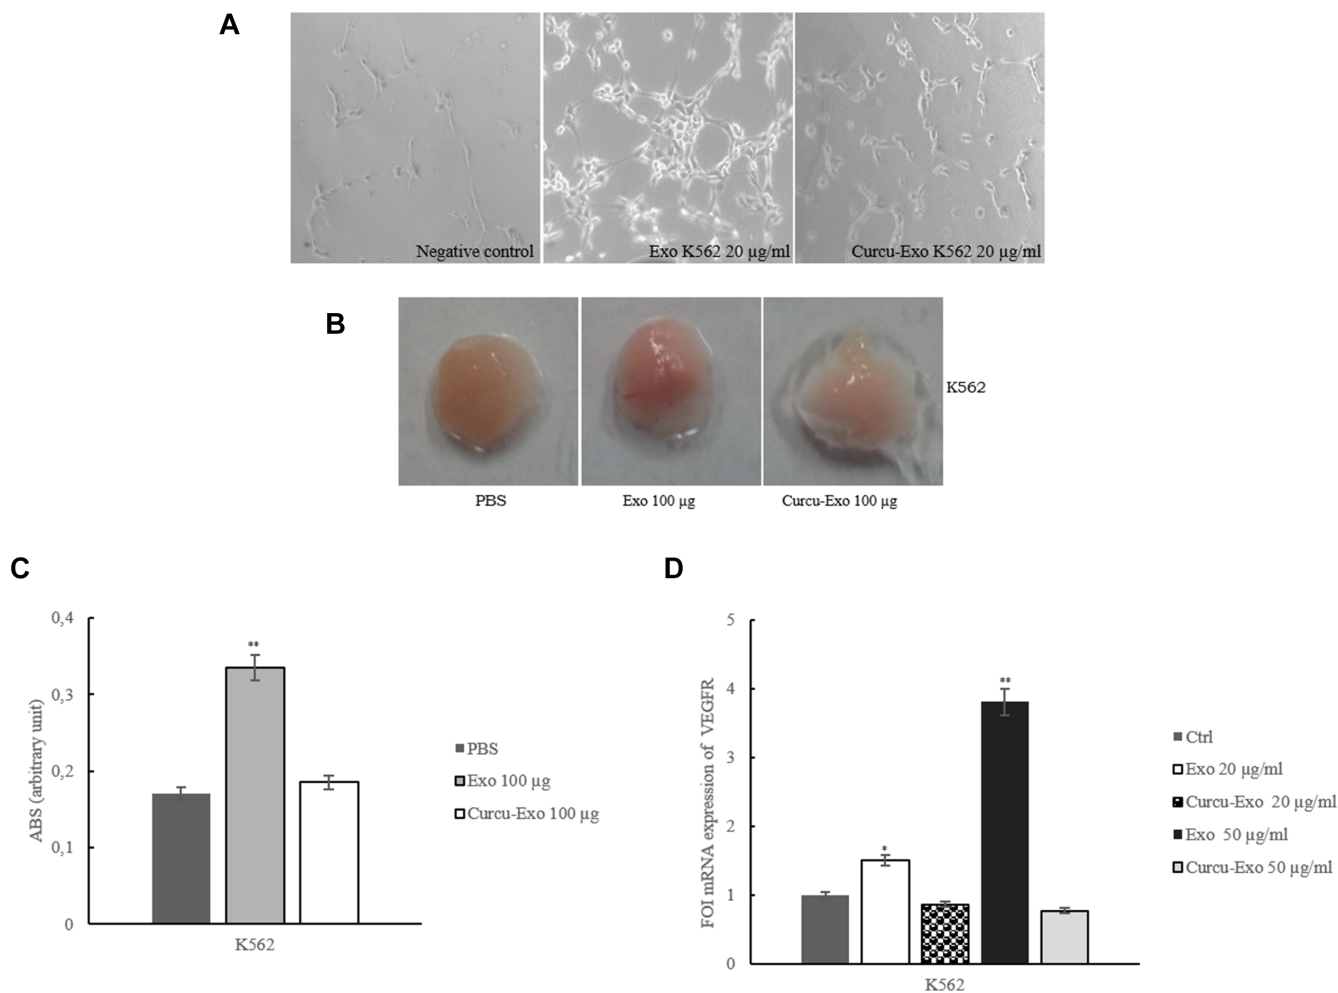 A
Negative control
Exo K562 20 µg/ml
Curcu-Exo K562 20 µg/ml
B
K562
PBS
Exo 100 µg
Curcu-Exo 100 µg
C
ABS (arbitrary unit)
0,4
0,3
0,2
0,1
0
**
K562
PBS
Exo 100 µg
Curcu-Exo 100 µg
D
FOI mRNA expression of VEGFR
5
4
3
2
1
0
*
**
K562
Ctrl
Exo 20 µg/ml
Curcu-Exo 20 µg/ml
Exo 50 µg/ml
Curcu-Exo 50 µg/ml